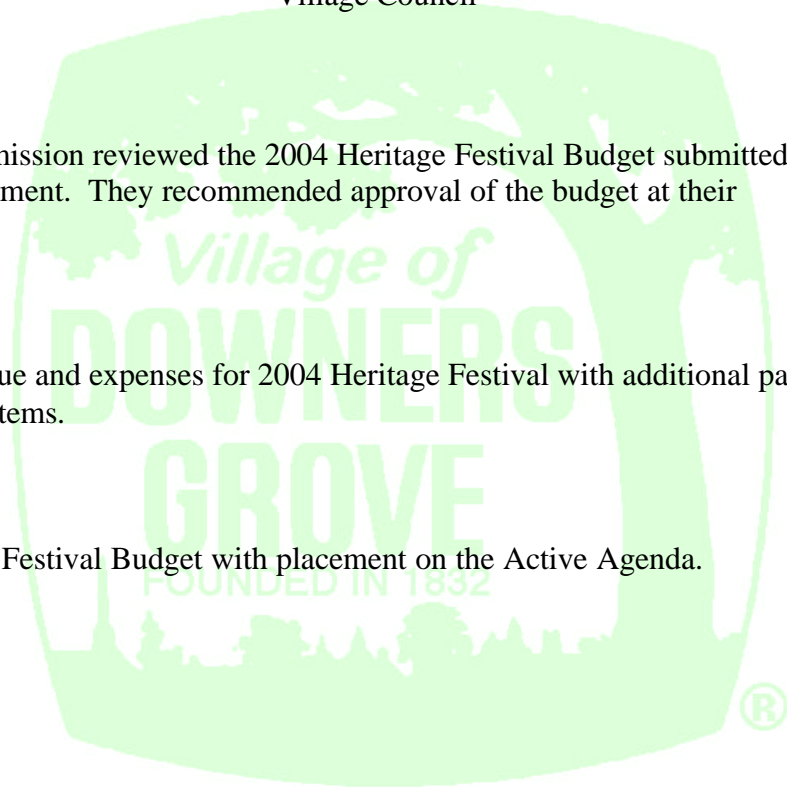 Village Council
mission reviewed the 2004 Heritage Festival Budget submitted
ment. They recommended approval of the budget at their
Village of
DOWNERS
ue and expenses for 2004 Heritage Festival with additional pa
tems.
GROVE
Festival Budget with placement on the Active Agenda.
FOUNDED IN 1832
®